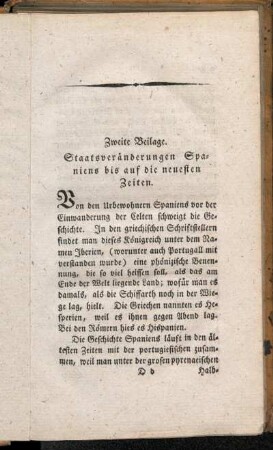 Zweite Beilage.
Staatsveränderungen Spa-
niens bis auf die neuesten
Zeiten.
Von den Urbewohnern Spaniens vor der
Einwanderung der Celten schweigt die Ge-
schichte. In den griechischen Schriftstellern
findet man dieses Königreich unter dem Na-
men Iberien, (worunter auch Portugall mit
verstanden wurde) eine phönizische Benen-
nung, die so viel heissen soll, als das am
Ende der Welt liegende Land; wofür man es
damals, als die Schiffarth noch in der Wie-
ge lag, hielt. Die Griechen nannten es He-
sperien, weil es ihnen gegen Abend lag.
Bei den Römern hies es Hispanien.
Die Geschichte Spaniens läuft in den äl-
testen Zeiten mit der portugiesischen zusam-
men, weil man unter der grosen pyrenaeischen
D d Halb-